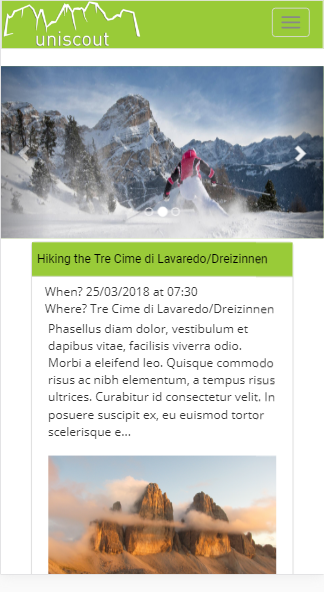 uniscout
Hiking the Tre Cime di Lavaredo/Dreizinnen
When? 25/03/2018 at 07:30
Where? Tre Cime di Lavaredo/Dreizinnen
Phasellus diam dolor, vestibulum et
dapibus vitae, facilisis viverra odio.
Morbi a eleifend leo. Quisque commodo
risus ac nibh elementum, a tempus risus
ultrices. Curabitur id consectetur velit. In
posuere suscipit ex, eu euismod tortor
scelerisque e...